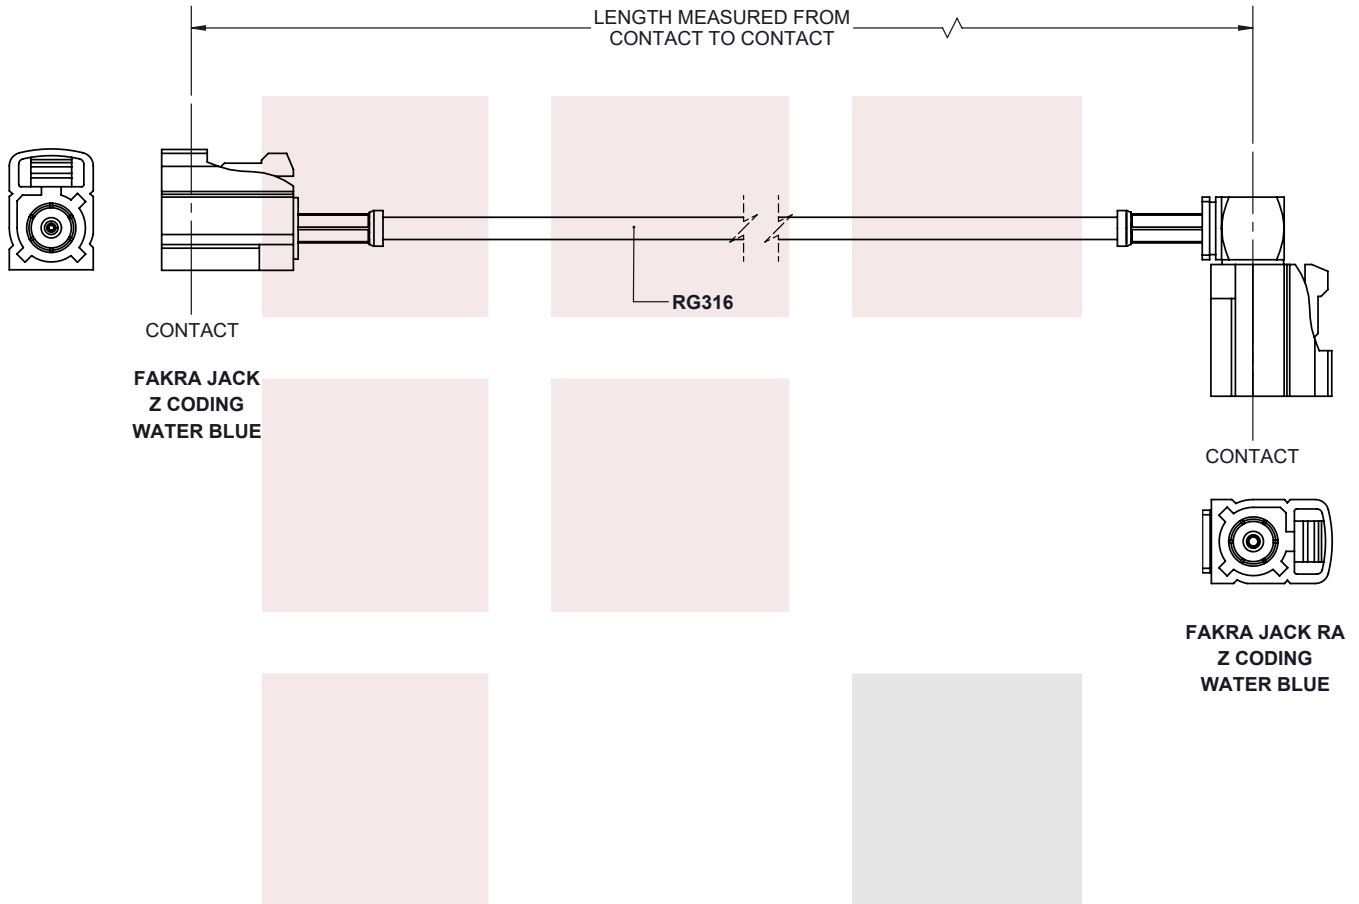 LENGTH MEASURED FROM
CONTACT TO CONTACT
RG316
CONTACT
FAKRA JACK
Z CODING
WATER BLUE
CONTACT
FAKRA JACK RA
Z CODING
WATER BLUE